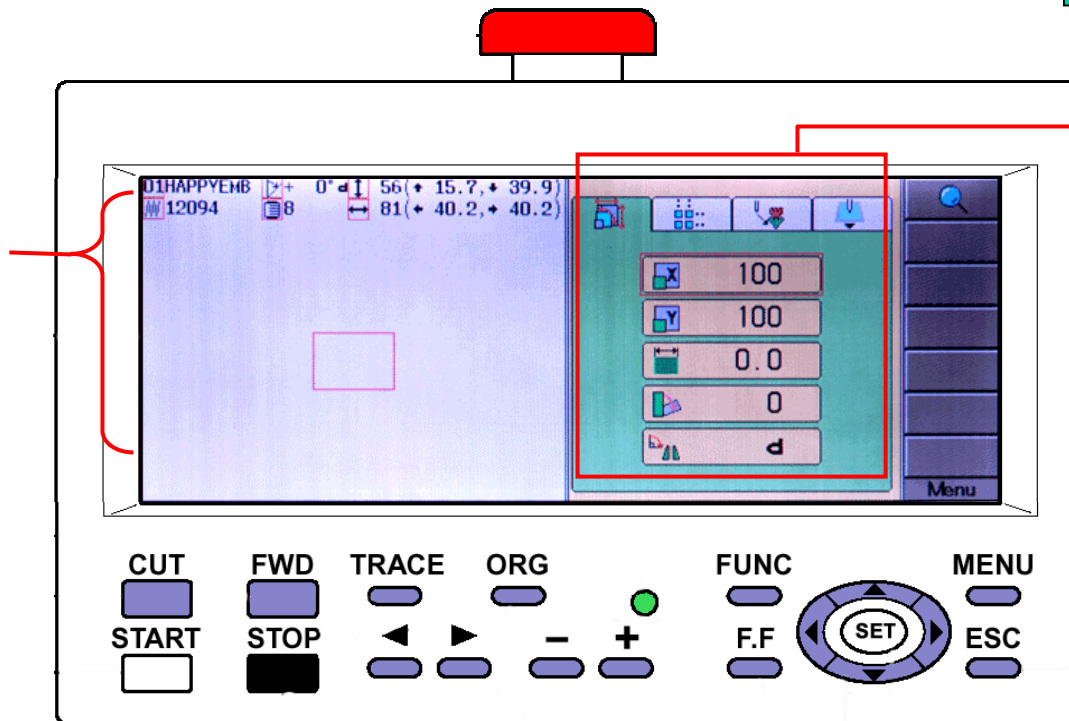 01HAPPYEMB + 0° d 56(↑ 15.7,↓ 39.9)
12094 8 ↔ 81(← 40.2,→ 40.2)
X 100
Y 100
0.0
0
d
Menu
CUT FWD TRACE ORG FUNC MENU
START STOP ◀ ▶ − + F.F SET ESC